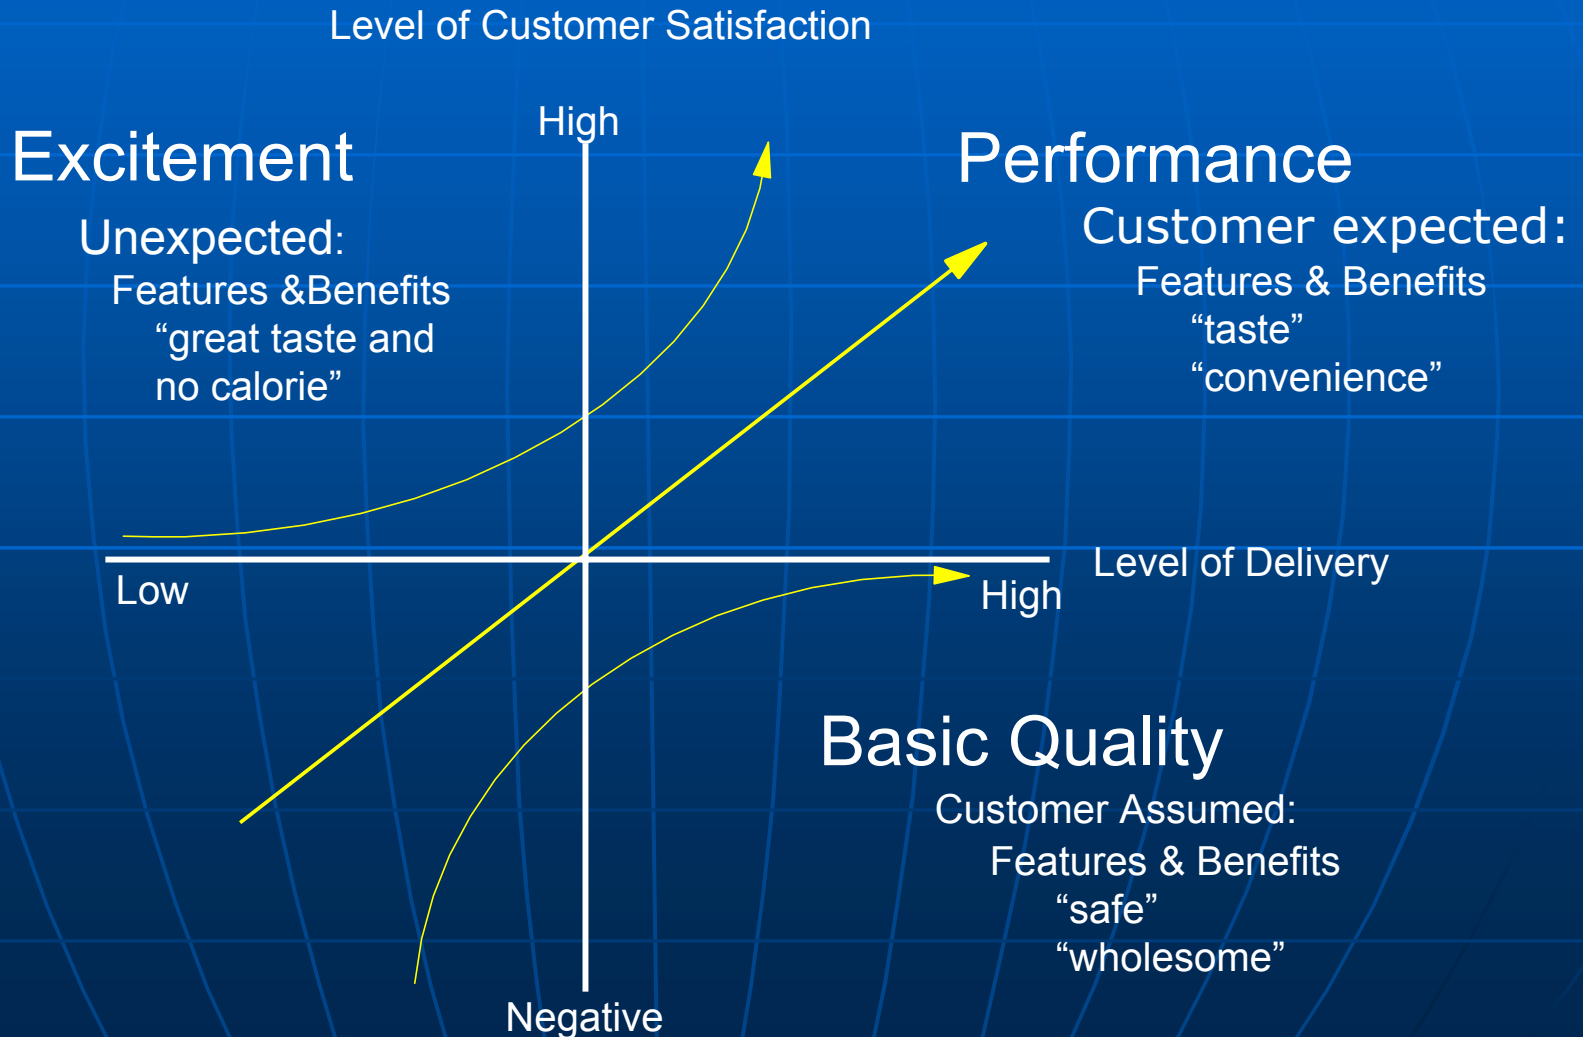 Level of Customer Satisfaction
High
Excitement
Unexpected:
Features &Benefits
“great taste and
no calorie”
Performance
Customer expected:
Features & Benefits
“taste”
“convenience”
Low
High
Level of Delivery
Basic Quality
Customer Assumed:
Features & Benefits
“safe”
“wholesome”
Negative